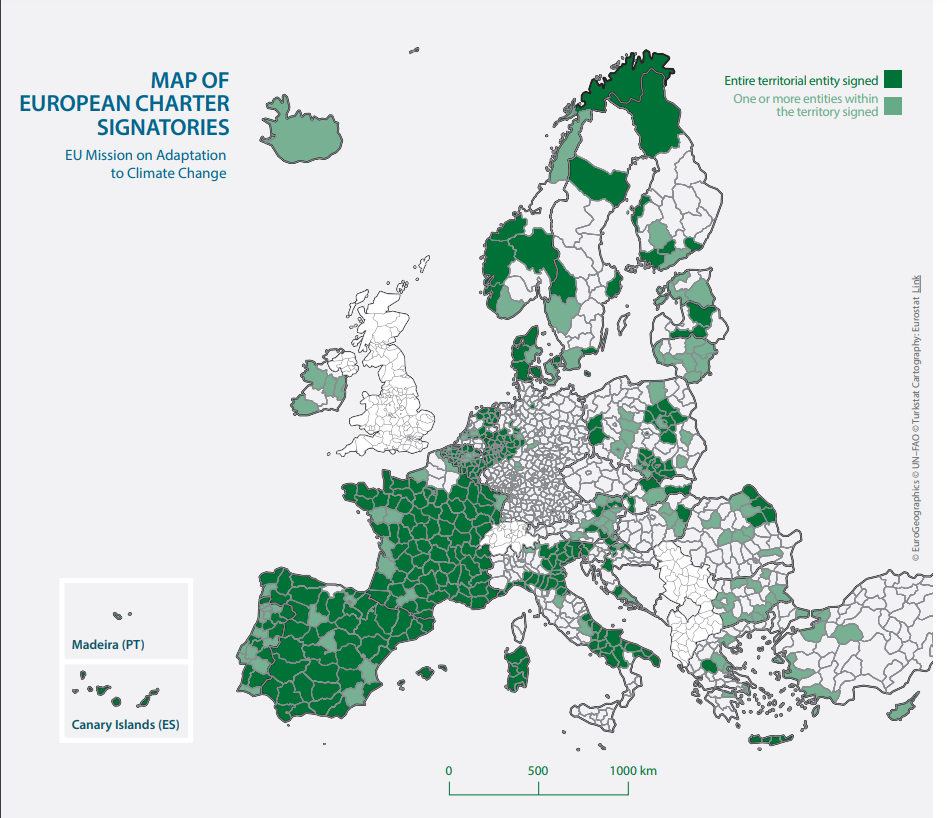 MAP OF
EUROPEAN CHARTER
SIGNATORIES
EU Mission on Adaptation
to Climate Change
Entire territorial entity signed
One or more entities within
the territory signed
© EuroGeographics © UN–FAO © Turkstat Cartography: Eurostat Link
Madeira (PT)
Canary Islands (ES)
0 500 1000 km